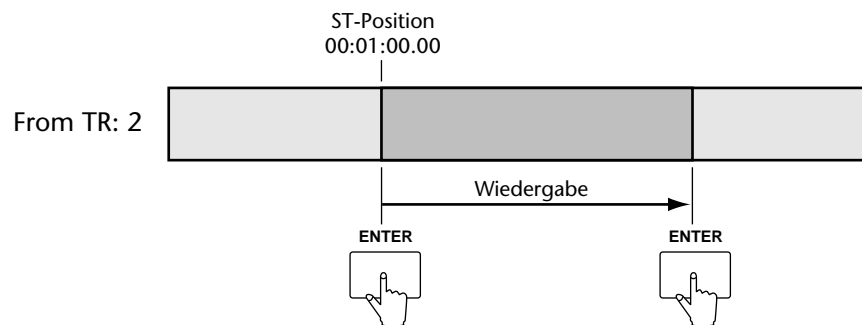 ST-Position
00:01:00.00
From TR: 2
Wiedergabe
ENTER ENTER